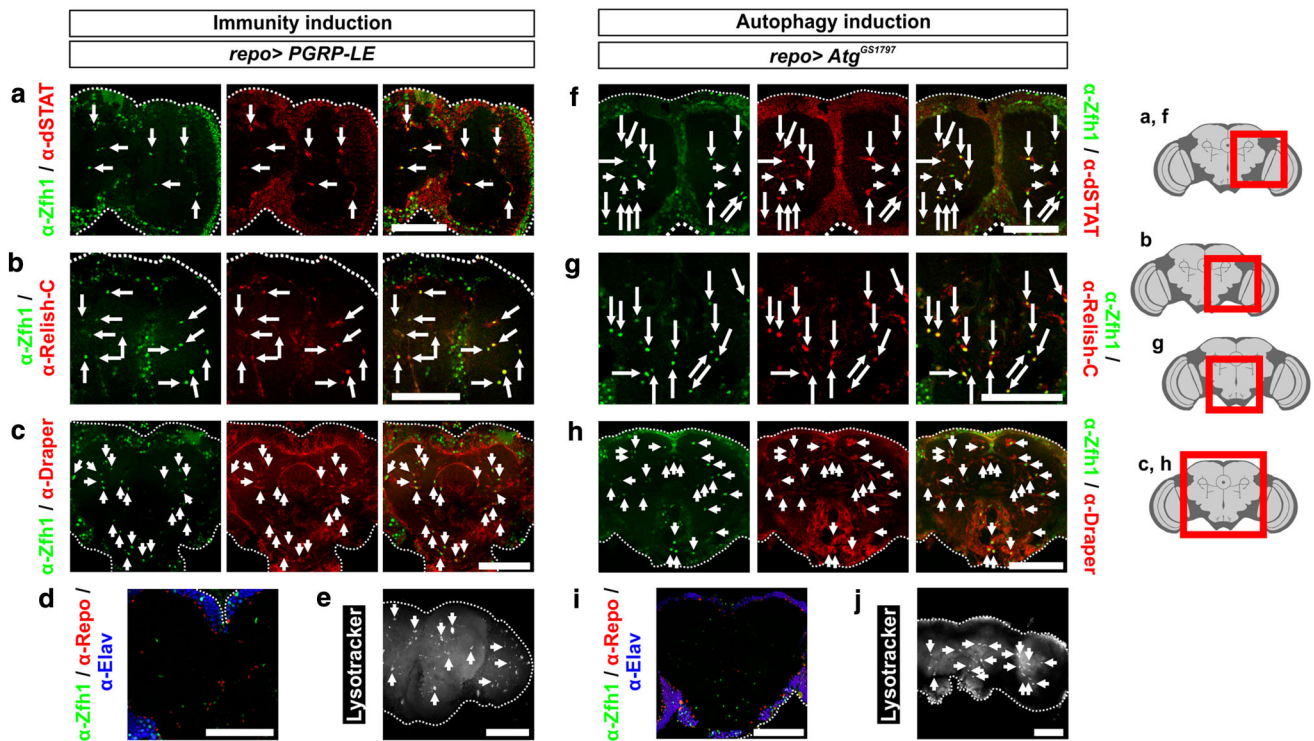 Immunity induction
repo> PGRP-LE
Autophagy induction
repo> Atg^GS1797
a
α-Zfh1 / α-dSTAT
b
α-Zfh1 /
α-Relish-C
c
α-Zfh1 / α-Draper
d
α-Zfh1 / α-Repo /
α-Elav
e
Lysotracker
f
α-Zfh1 / α-dSTAT
g
α-Zfh1 /
α-Relish-C
h
α-Zfh1 / α-Draper
i
α-Zfh1 / α-Repo /
α-Elav
j
Lysotracker
a, f
b
g
c, h